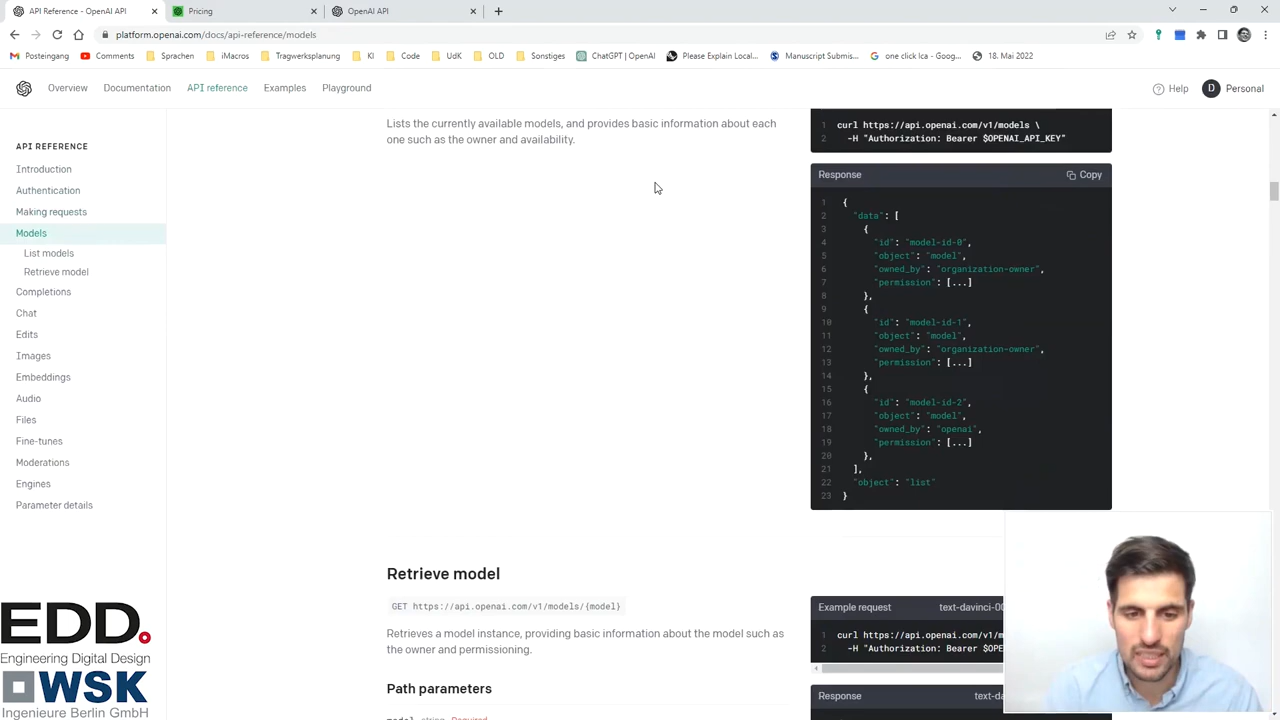 API Reference - OpenAI API
Pricing
OpenAI API
platform.openai.com/docs/api-reference/models
Posteingang
Comments
Sprachen
iMacros
Tragwerksplanung
KI
Code
UdK
OLD
Sonstiges
ChatGPT | OpenAI
Please Explain Local...
Manuscript Submis...
one click lca - Goog...
18. Mai 2022
Overview
Documentation
API reference
Examples
Playground
Help
D
Personal
API REFERENCE
Introduction
Authentication
Making requests
Models
List models
Retrieve model
Completions
Chat
Edits
Images
Embeddings
Audio
Files
Fine-tunes
Moderations
Engines
Parameter details
EDD.
Engineering Digital Design
WSK
Ingenieure Berlin GmbH
Lists the currently available models, and provides basic information about each
one such as the owner and availability.
Retrieve model
GET https://api.openai.com/v1/models/{model}
Retrieves a model instance, providing basic information about the model such as
the owner and permissioning.
Path parameters
model string Required
1 curl https://api.openai.com/v1/models \
2 -H "Authorization: Bearer $OPENAI_API_KEY"
Response
Copy
1 {
2 "data": [
3 {
4 "id": "model-id-0",
5 "object": "model",
6 "owned_by": "organization-owner",
7 "permission": [...]
8 },
9 {
10 "id": "model-id-1",
11 "object": "model",
12 "owned_by": "organization-owner",
13 "permission": [...]
14 },
15 {
16 "id": "model-id-2",
17 "object": "model",
18 "owned_by": "openai",
19 "permission": [...]
20 },
21 ],
22 "object": "list"
23 }
Example request
text-davinci-00
1 curl https://api.openai.com/v1/m
2 -H "Authorization: Bearer $OPE
Response
text-da